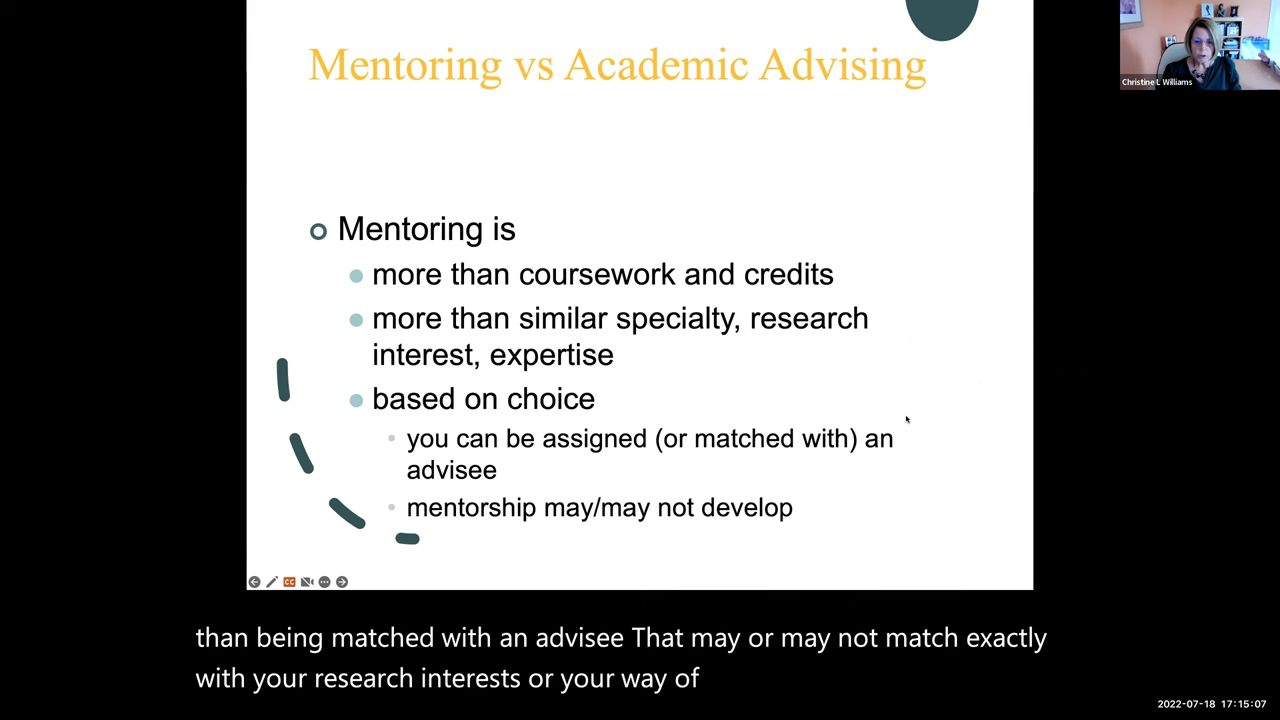 Mentoring vs Academic Advising
Christine L Williams
Mentoring is
more than coursework and credits
more than similar specialty, research
interest, expertise
based on choice
you can be assigned (or matched with) an
advisee
mentorship may/may not develop
CC
than being matched with an advisee That may or may not match exactly
with your research interests or your way of
2022-07-18 17:15:07